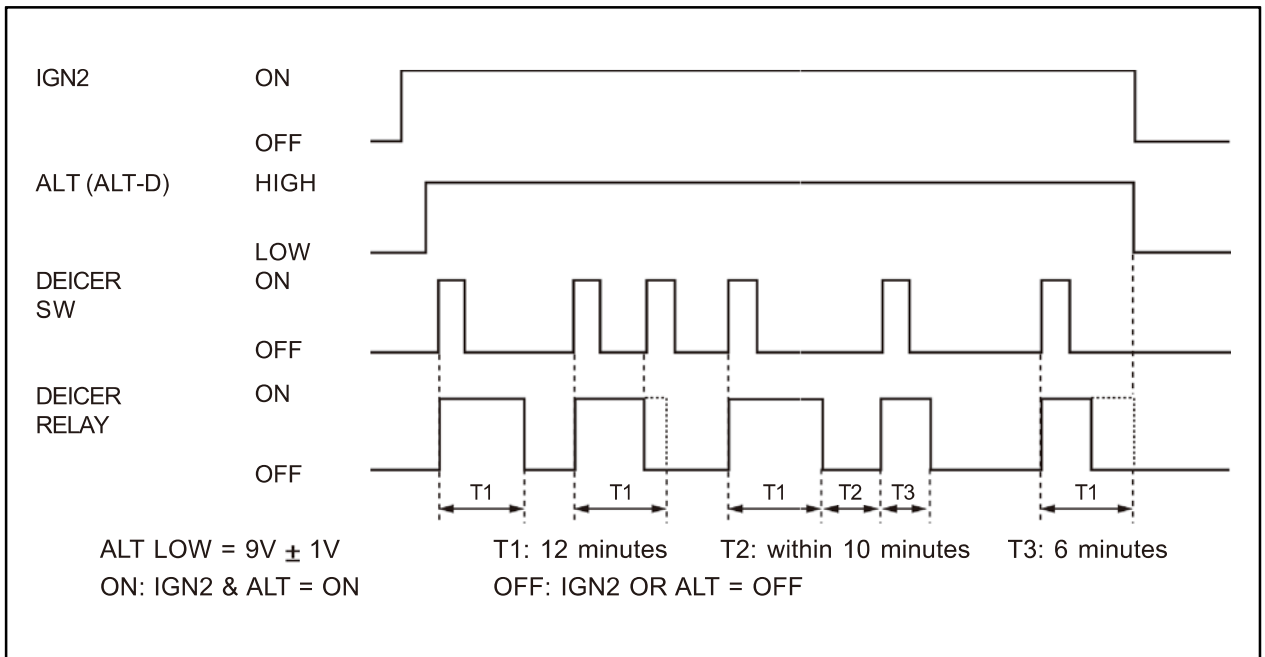 IGN2 ON
OFF
ALT (ALT-D) HIGH
LOW
DEICER ON
SW
OFF
DEICER ON
RELAY
OFF
T1 T1 T1 T2 T3 T1
ALT LOW = 9V ± 1V T1: 12 minutes T2: within 10 minutes T3: 6 minutes
ON: IGN2 & ALT = ON OFF: IGN2 OR ALT = OFF